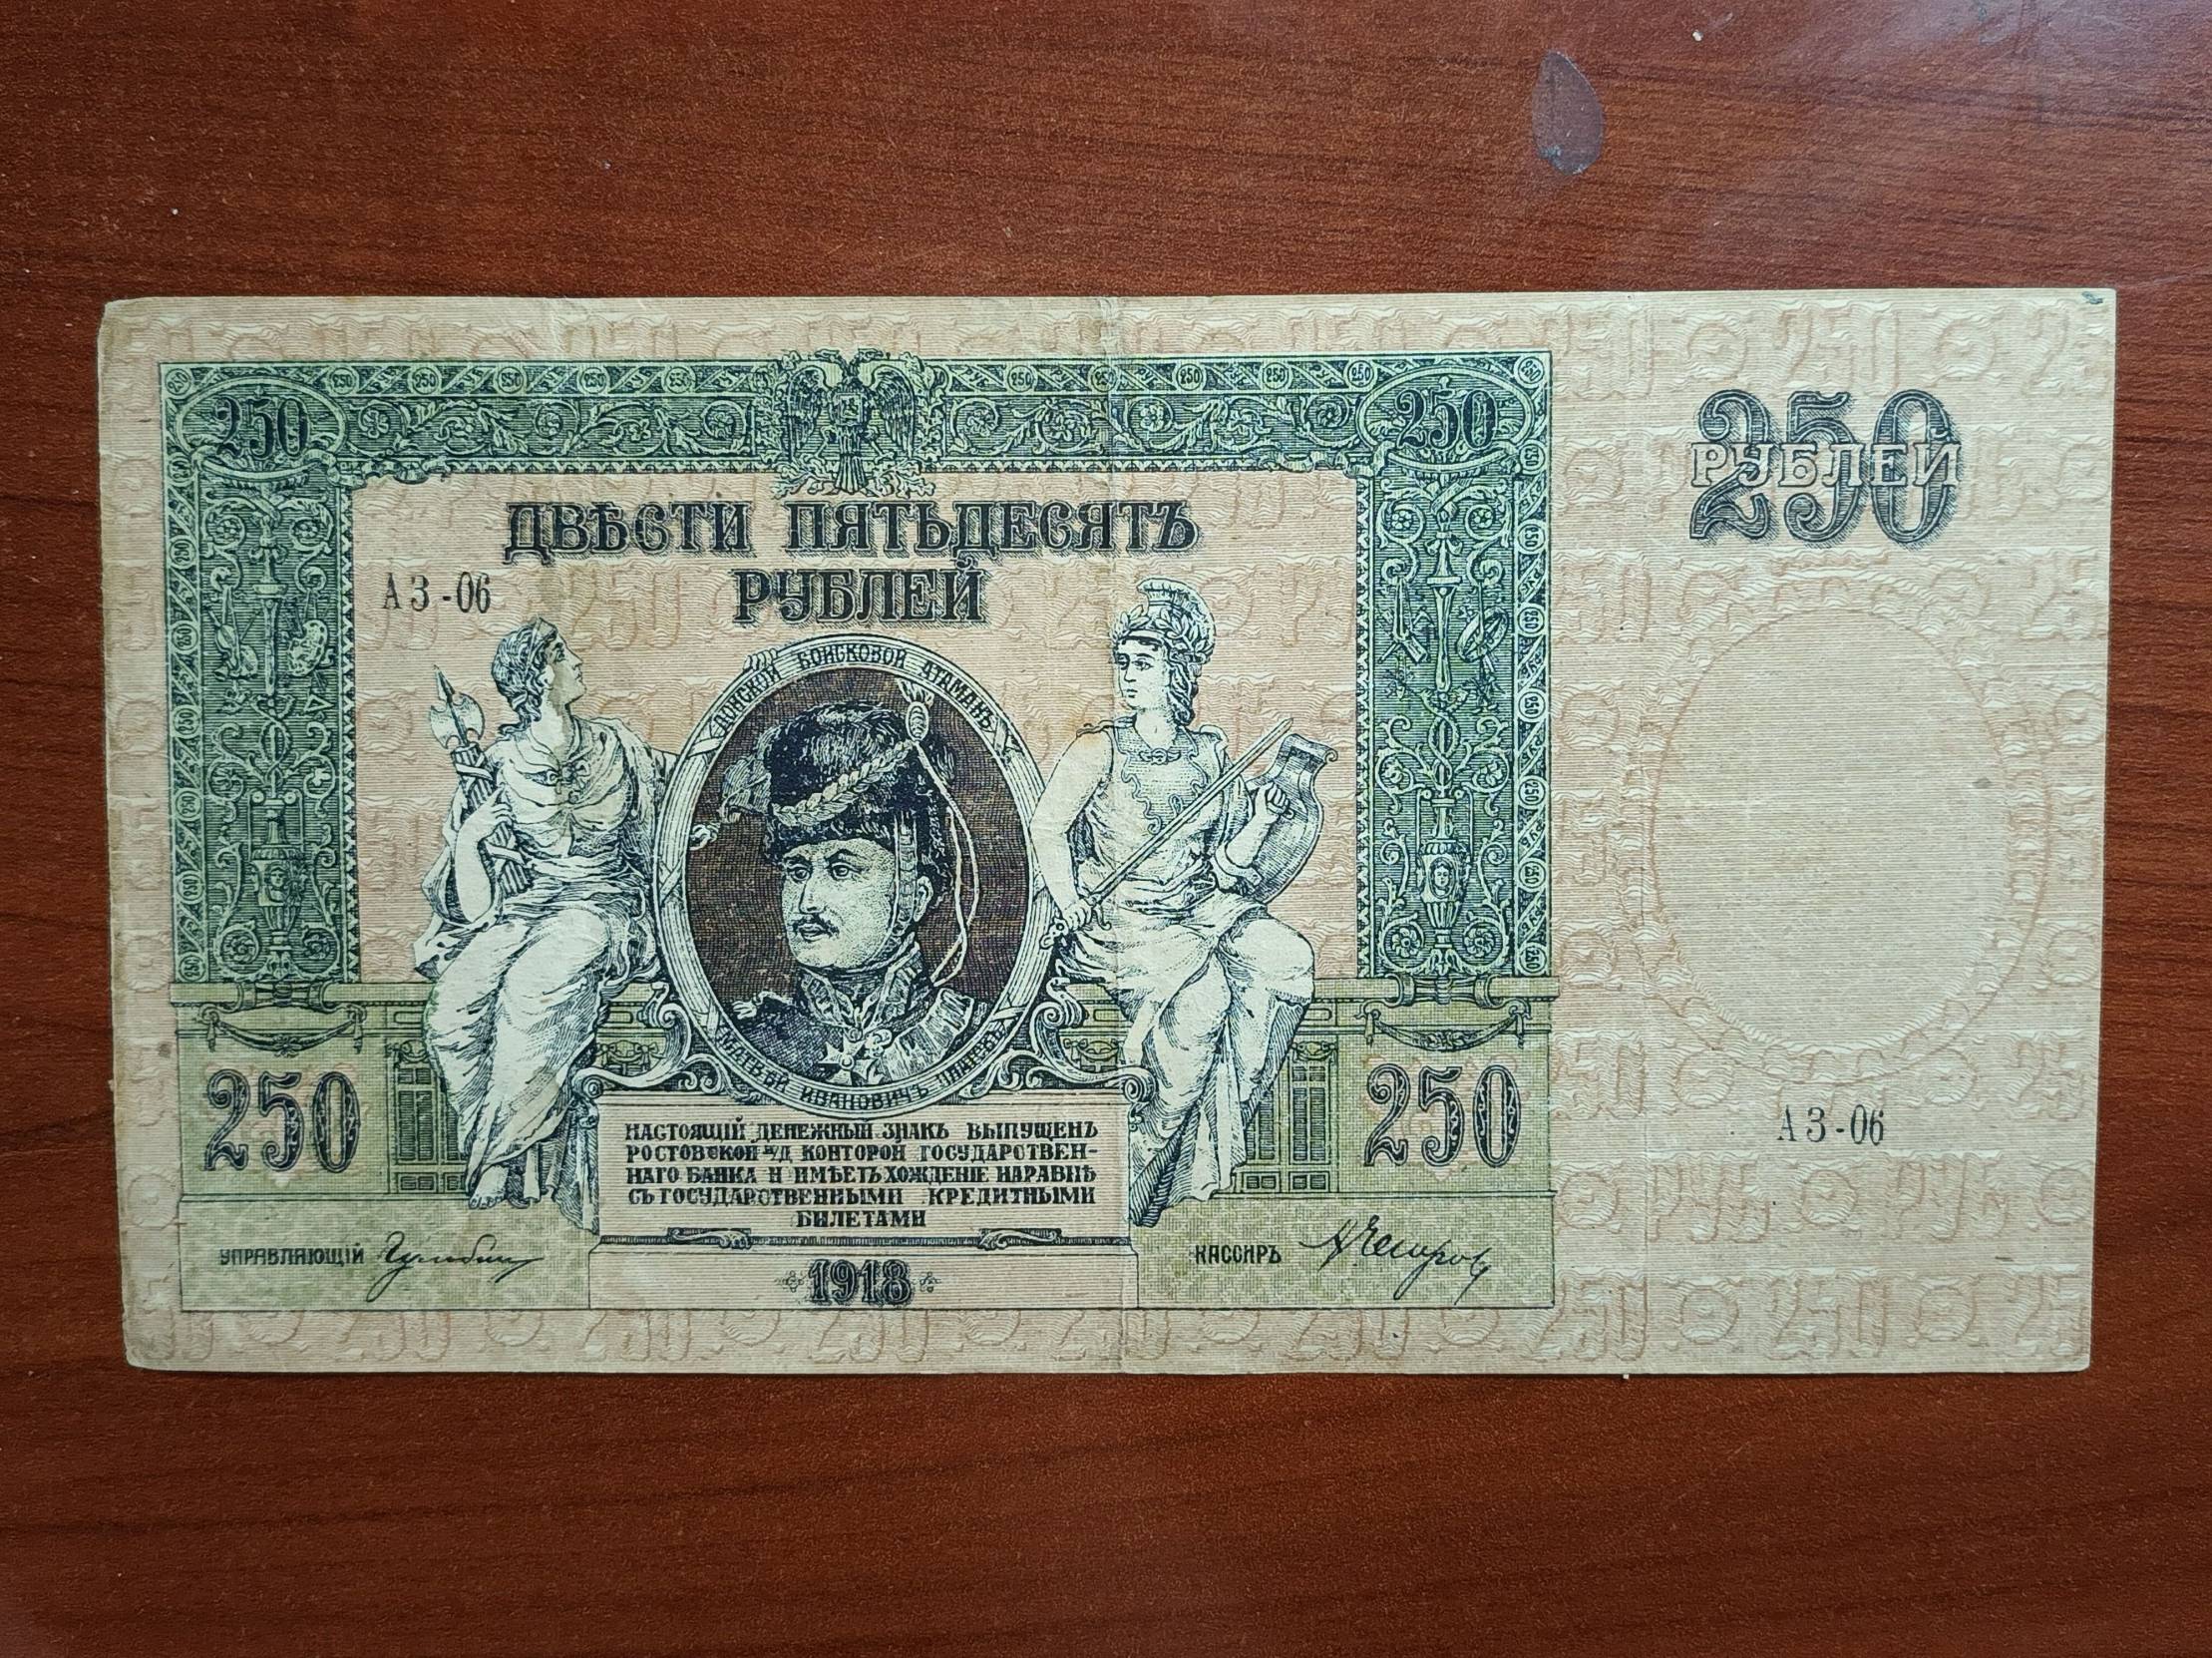 250
250
250
РУБЛЕЙ
ДВѢСТИ ПЯТЬДЕСЯТЪ
РУБЛЕЙ
АЗ-06
ДОНСКОЙ ВОЙСКОВОЙ АТАМАНЪ
МАТВѢЙ ИВАНОВИЧЪ ПЛАТОВЪ
250
250
АЗ-06
НАСТОЯЩІЙ ДЕНЕЖНЫЙ ЗНАКЪ ВЫПУЩЕНЪ
РОСТОВСКОЙ н/Д КОНТОРОЙ ГОСУДАРСТВЕН-
НАГО БАНКА И ИМѢЕТЪ ХОЖДЕНІЕ НАРАВНѢ
СЪ ГОСУДАРСТВЕННЫМИ КРЕДИТНЫМИ
БИЛЕТАМИ
УПРАВЛЯЮЩІЙ
КАССИРЪ
1918